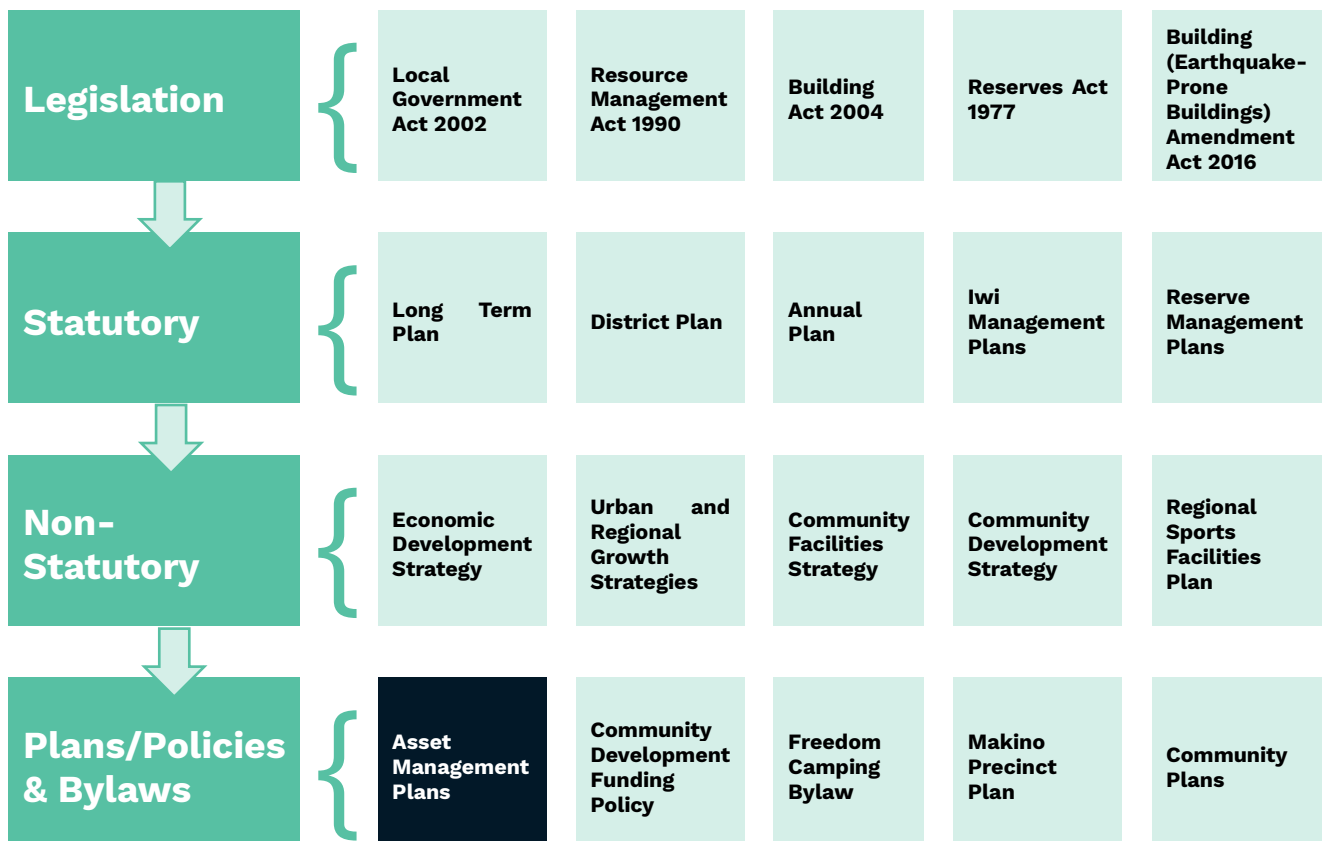 Legislation
Local
Government
Act 2002
Resource
Management
Act 1990
Building
Act 2004
Reserves Act
1977
Building
(Earthquake-
Prone
Buildings)
Amendment
Act 2016
Statutory
Long Term
Plan
District Plan
Annual
Plan
Iwi
Management
Plans
Reserve
Management
Plans
Non-
Statutory
Economic
Development
Strategy
Urban and
Regional
Growth
Strategies
Community
Facilities
Strategy
Community
Development
Strategy
Regional
Sports
Facilities
Plan
Plans/Policies
& Bylaws
Asset
Management
Plans
Community
Development
Funding
Policy
Freedom
Camping
Bylaw
Makino
Precinct
Plan
Community
Plans